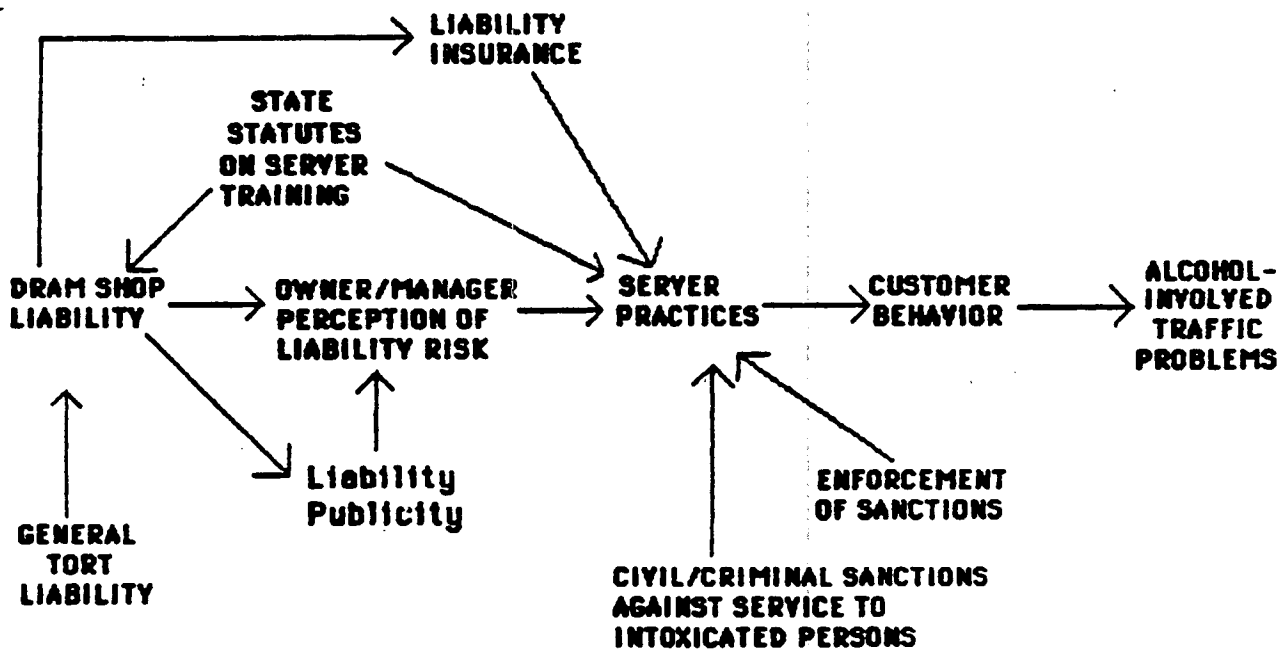 LIABILITY
INSURANCE
STATE
STATUTES
ON SERVER
TRAINING
DRAM SHOP
LIABILITY
OWNER/MANAGER
PERCEPTION OF
LIABILITY RISK
SERVER
PRACTICES
CUSTOMER
BEHAVIOR
ALCOHOL-
INVOLVED
TRAFFIC
PROBLEMS
Liability
Publicity
GENERAL
TORT
LIABILITY
ENFORCEMENT
OF SANCTIONS
CIVIL/CRIMINAL SANCTIONS
AGAINST SERVICE TO
INTOXICATED PERSONS